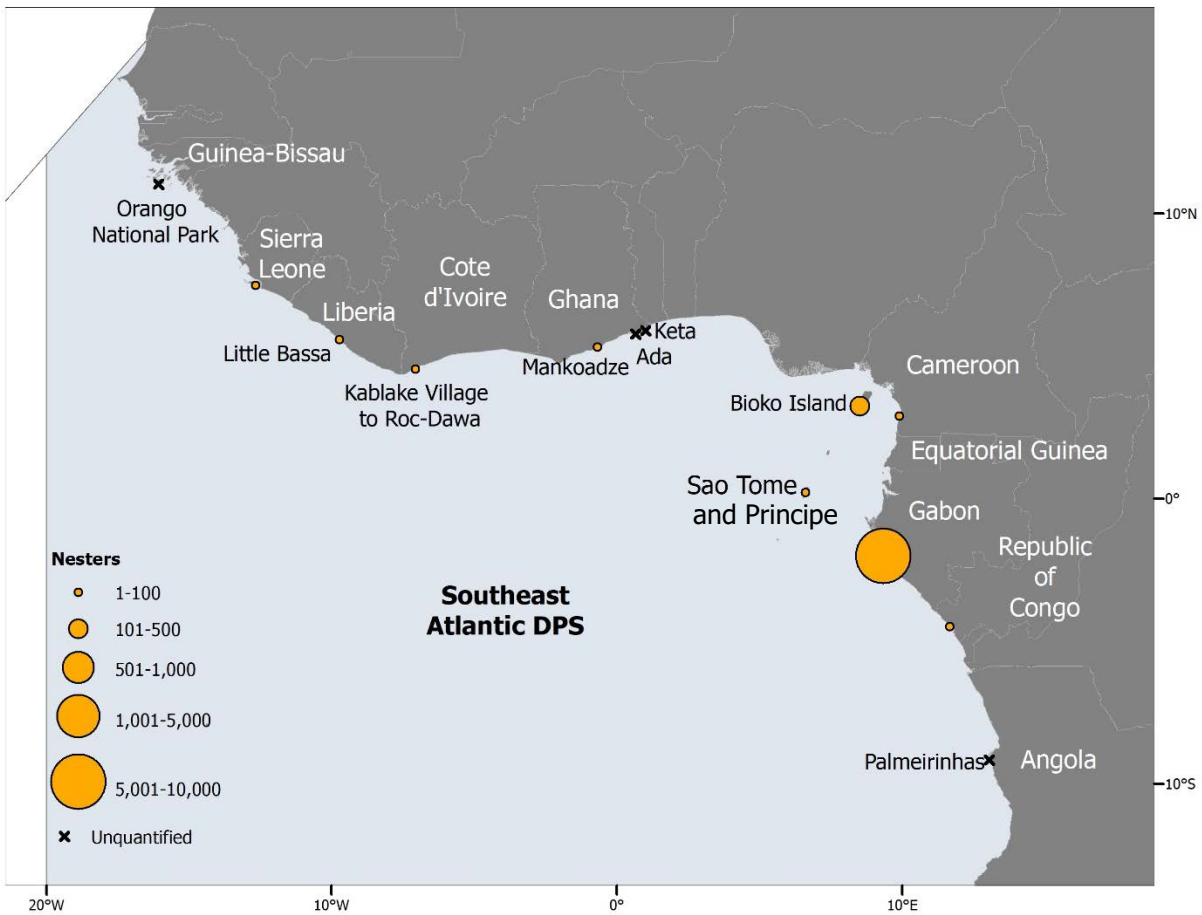 Guinea-Bissau
Orango
National Park
Sierra
Leone
Liberia
Little Bassa
Cote
d'Ivoire
Kablake Village
to Roc-Dawa
Ghana
Mankoadze
Keta
Ada
Bioko Island
Cameroon
Equatorial Guinea
Sao Tome
and Principe
Gabon
Republic
of
Congo
Southeast
Atlantic DPS
Palmeirinhas
Angola
Nesters
1-100
101-500
501-1,000
1,001-5,000
5,001-10,000
Unquantified
10°N
0°
10°S
20°W
10°W
0°
10°E